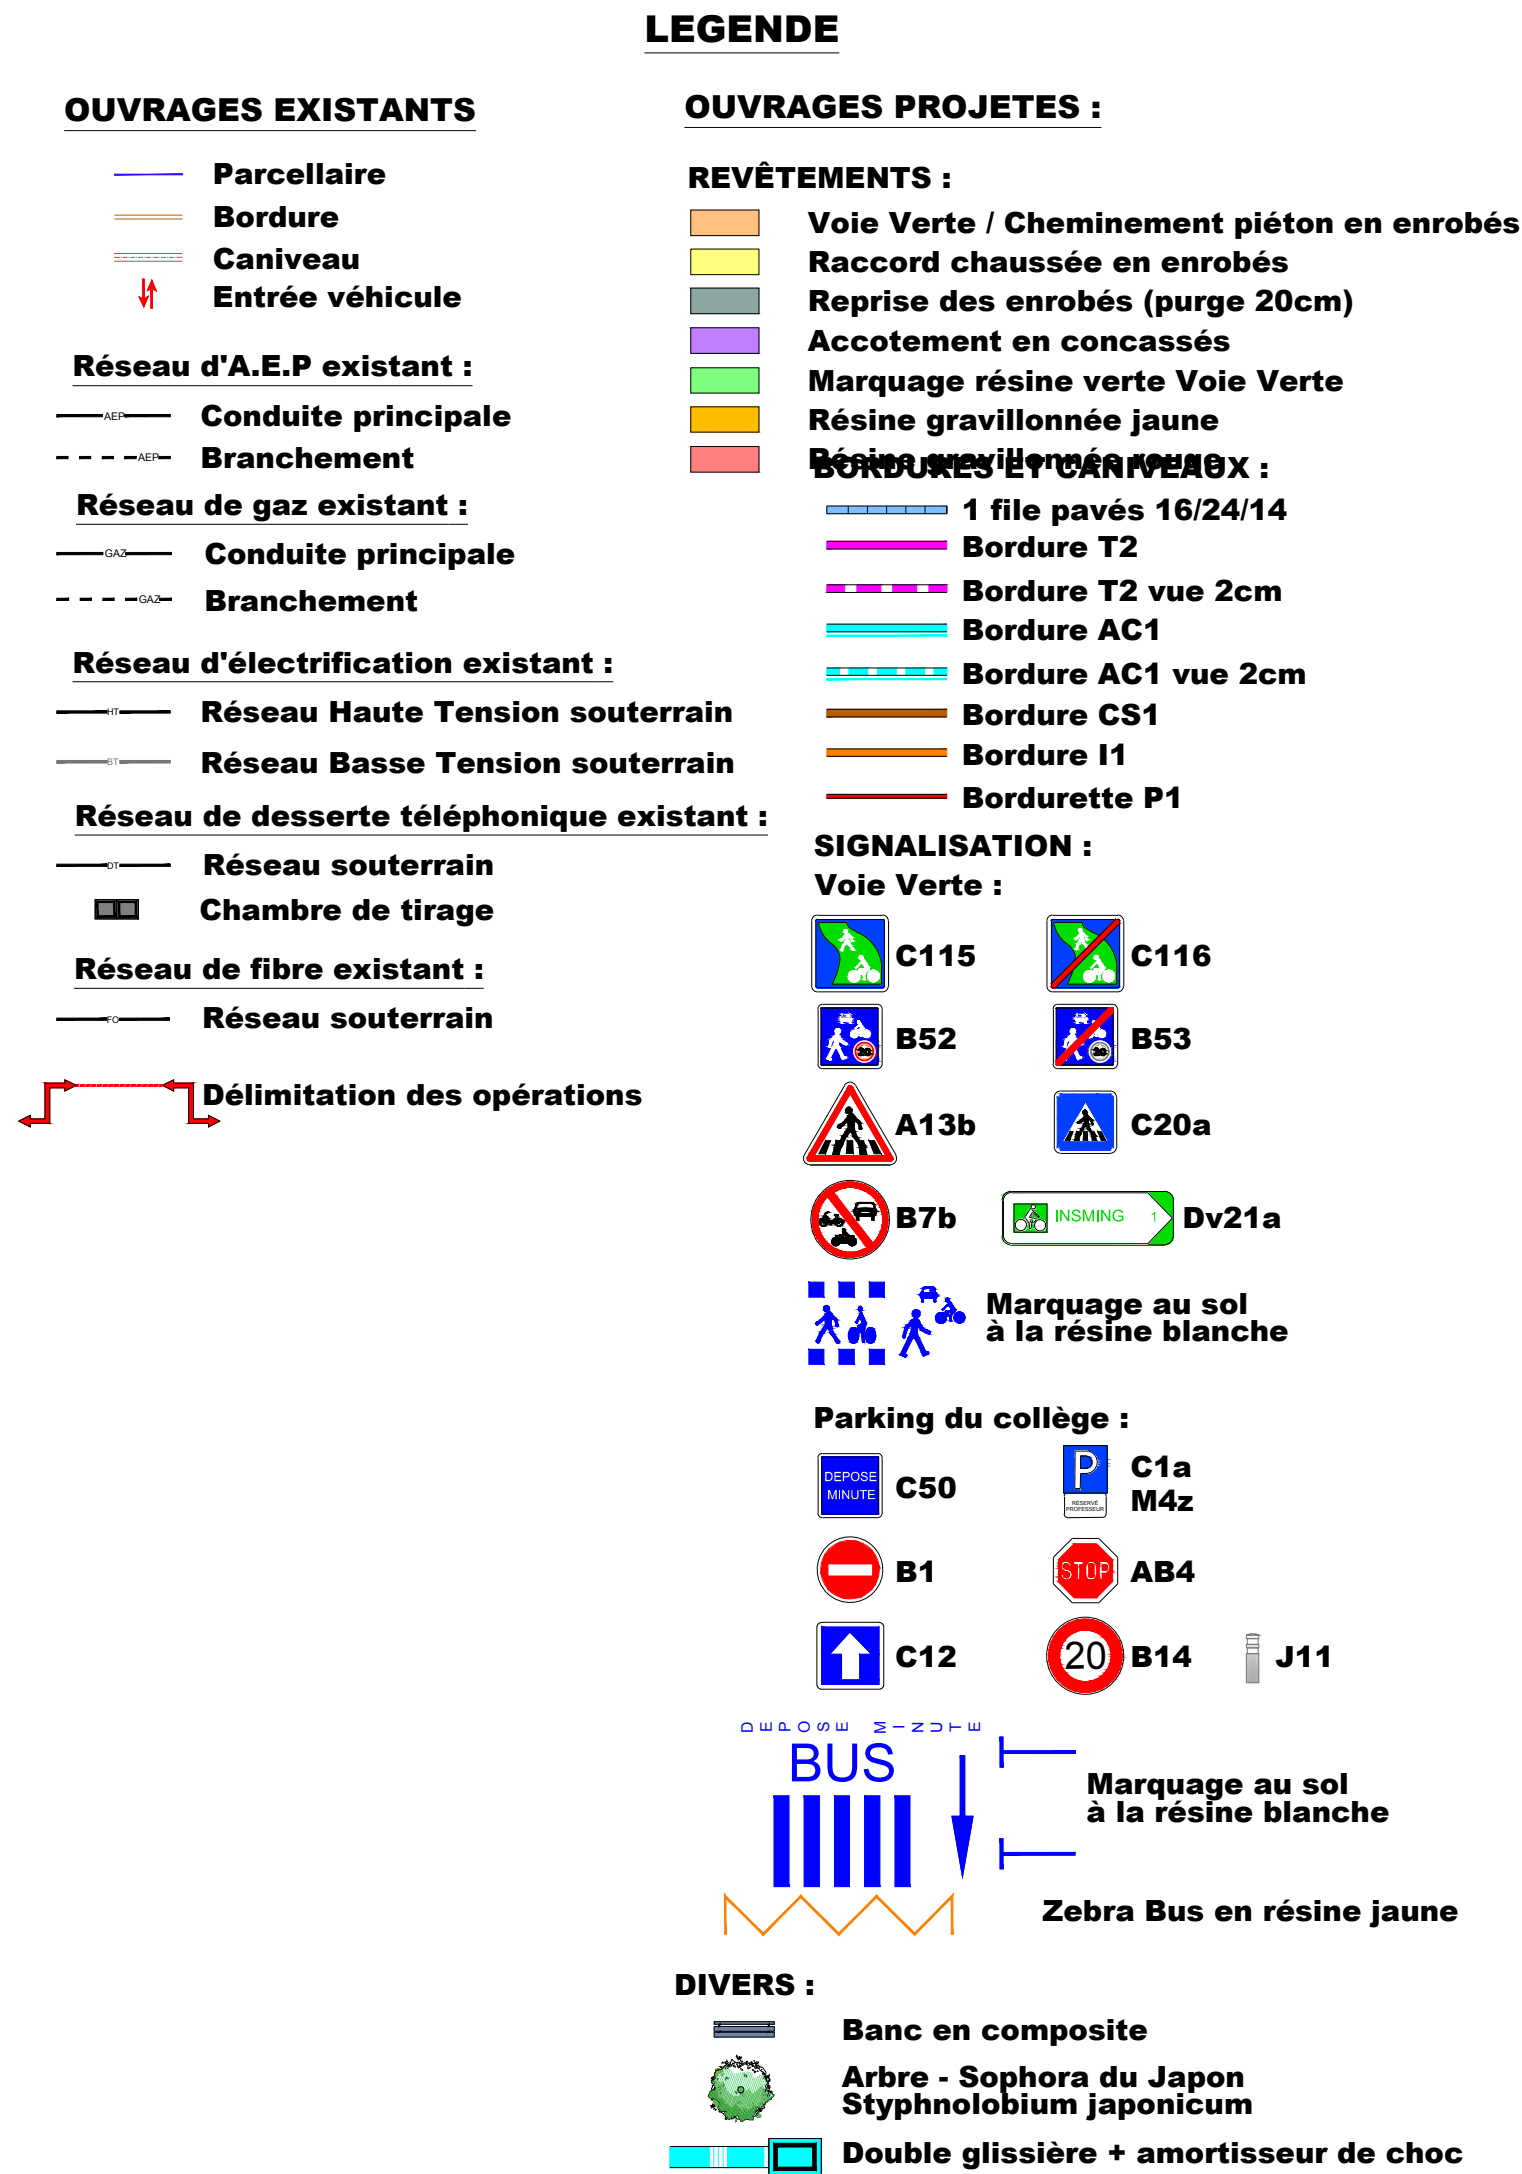 LEGENDE
OUVRAGES EXISTANTS
Parcellaire
Bordure
Caniveau
Entrée véhicule
Réseau d'A.E.P existant :
AEP
Conduite principale
AEP
Branchement
Réseau de gaz existant :
GAZ
Conduite principale
GAZ
Branchement
Réseau d'électrification existant :
HT
Réseau Haute Tension souterrain
BT
Réseau Basse Tension souterrain
Réseau de desserte téléphonique existant :
DT
Réseau souterrain
Chambre de tirage
Réseau de fibre existant :
FO
Réseau souterrain
Délimitation des opérations
OUVRAGES PROJETES :
REVÊTEMENTS :
Voie Verte / Cheminement piéton en enrobés
Raccord chaussée en enrobés
Reprise des enrobés (purge 20cm)
Accotement en concassés
Marquage résine verte Voie Verte
Résine gravillonnée jaune
Résine gravillonnée rouge
BORDURES ET CANIVEAUX :
1 file pavés 16/24/14
Bordure T2
Bordure T2 vue 2cm
Bordure AC1
Bordure AC1 vue 2cm
Bordure CS1
Bordure I1
Bordurette P1
SIGNALISATION :
Voie Verte :
C115
C116
20
B52
20
B53
A13b
C20a
B7b
INSMING 1
Dv21a
Marquage au sol
à la résine blanche
Parking du collège :
DEPOSE
MINUTE
C50
P
RÉSERVÉ
PROFESSEUR
C1a
M4z
B1
STOP
AB4
C12
20
B14
J11
DEPOSE MINUTE
BUS
Marquage au sol
à la résine blanche
Zebra Bus en résine jaune
DIVERS :
Banc en composite
Arbre - Sophora du Japon
Styphnolobium japonicum
Double glissière + amortisseur de choc